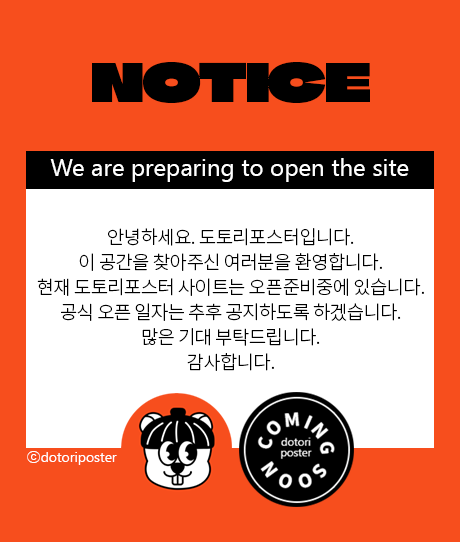 NOTICE
We are preparing to open the site
안녕하세요. 도토리포스터입니다.
이 공간을 찾아주신 여러분을 환영합니다.
현재 도토리포스터 사이트는 오픈준비중에 있습니다.
공식 오픈 일자는 추후 공지하도록 하겠습니다.
많은 기대 부탁드립니다.
감사합니다.
ⓒdotoriposter
COMING
dotori
poster
SOON